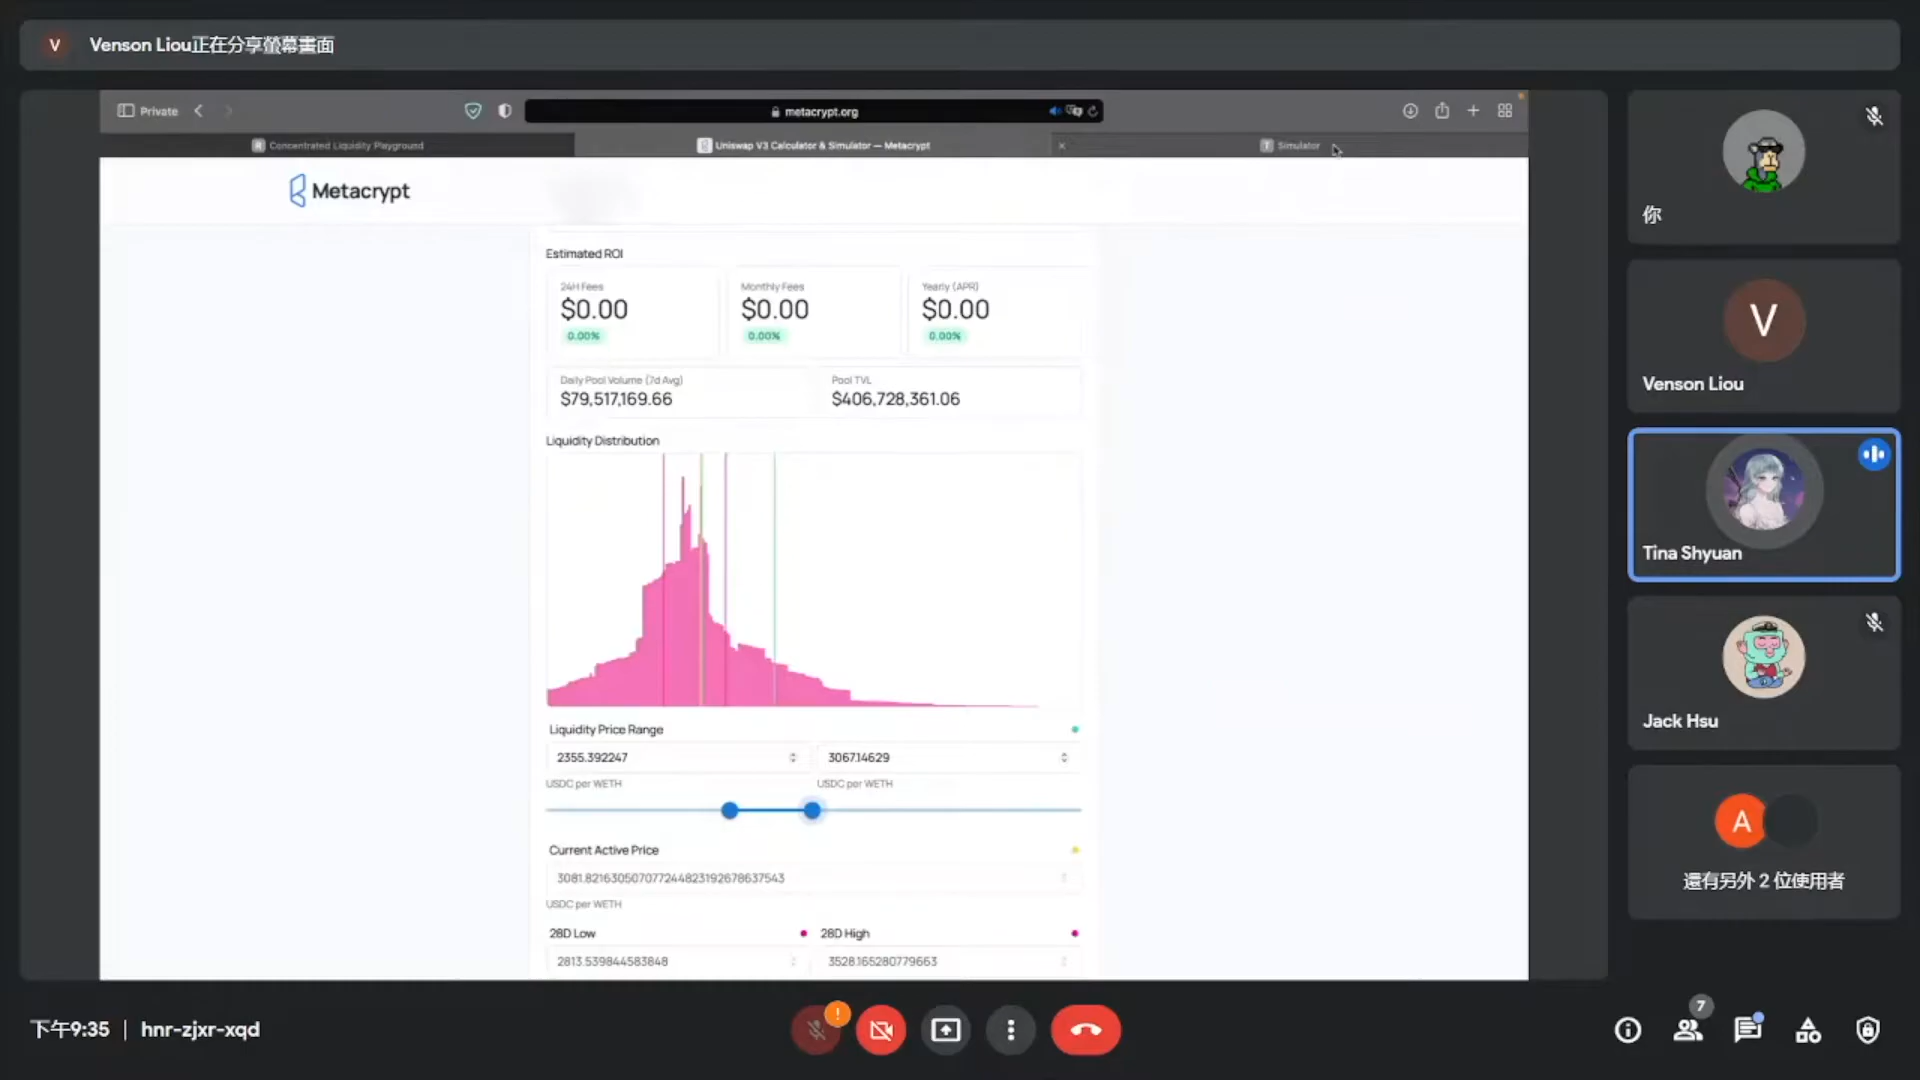 V
Venson Liou正在分享螢幕畫面
Private
metacrypt.org
Concentrated Liquidity Playground
Uniswap V3 Calculator & Simulator — Metacrypt
T
Simulator
Metacrypt
Estimated ROI
24H Fees
$0.00
0.00%
Monthly Fees
$0.00
0.00%
Yearly (APR)
$0.00
0.00%
Daily Pool Volume (7d Avg)
$79,517,169.66
Pool TVL
$406,728,361.06
Liquidity Distribution
Liquidity Price Range
2355.392247
3067.14629
USDC per WETH
USDC per WETH
Current Active Price
3081.8216305070772448231926786​37543
USDC per WETH
28D Low
28D High
2813.539844583848
3528.165280779663
你
V
Venson Liou
Tina Shyuan
Jack Hsu
A
還有另外 2 位使用者
下午9:35 | hnr-zjxr-xqd
!
7